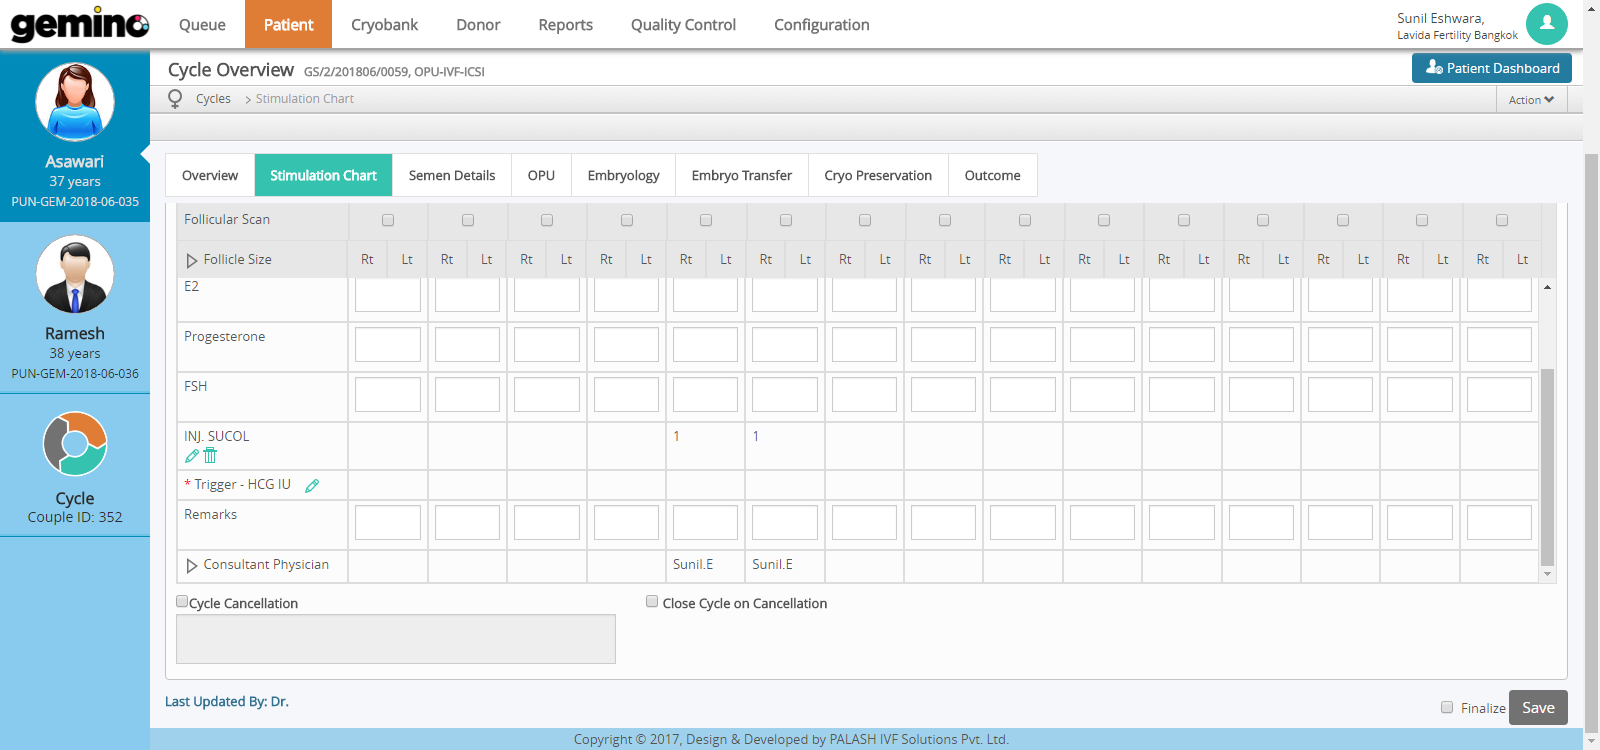 gemino Queue Patient Cryobank Donor Reports Quality Control Configuration
Sunil Eshwara,
Lavida Fertility Bangkok
Cycle Overview GS/2/201806/0059, OPU-IVF-ICSI
Patient Dashboard
Cycles > Stimulation Chart
Action
Asawari
37 years
PUN-GEM-2018-06-035
Ramesh
38 years
PUN-GEM-2018-06-036
Cycle
Couple ID: 352
Overview Stimulation Chart Semen Details OPU Embryology Embryo Transfer Cryo Preservation Outcome
Follicular Scan
Follicle Size Rt Lt Rt Lt Rt Lt Rt Lt Rt Lt Rt Lt Rt Lt Rt Lt Rt Lt Rt Lt Rt Lt Rt Lt Rt Lt Rt Lt Rt Lt
E2
Progesterone
FSH
INJ. SUCOL 1 1
* Trigger - HCG IU
Remarks
Consultant Physician Sunil.E Sunil.E
Cycle Cancellation Close Cycle on Cancellation
Last Updated By: Dr.
Finalize Save
Copyright © 2017, Design & Developed by PALASH IVF Solutions Pvt. Ltd.